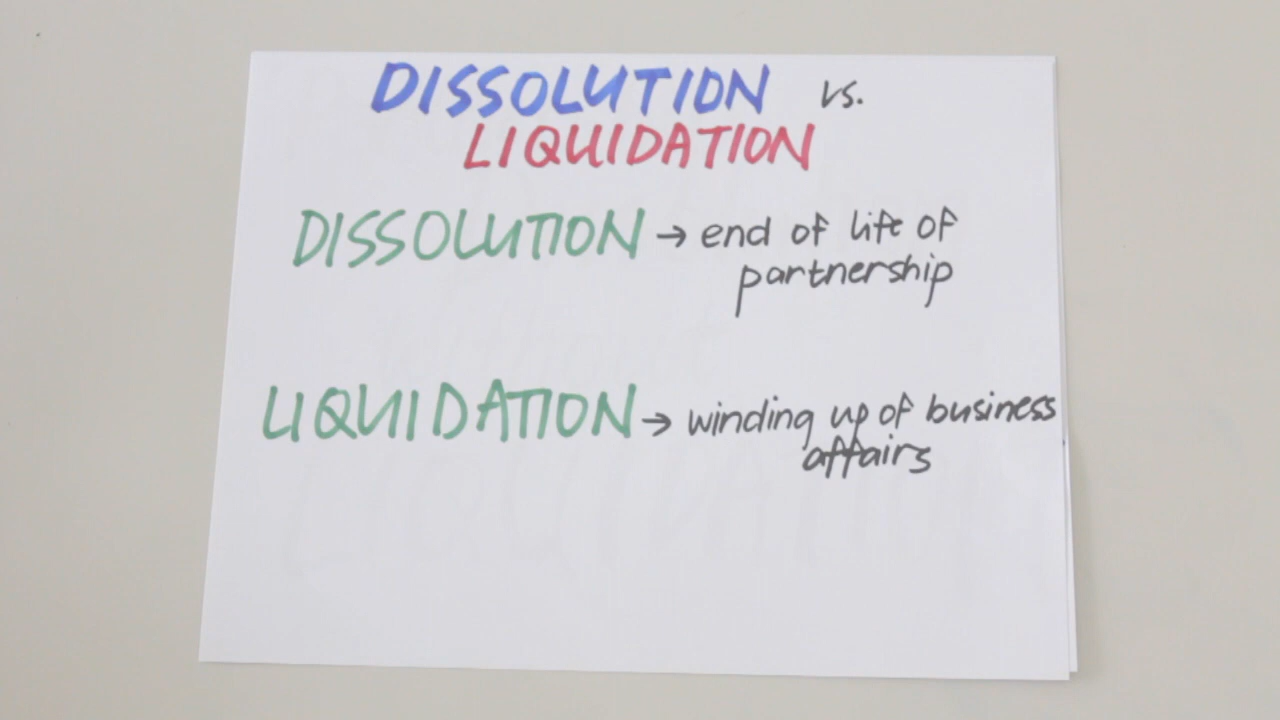 DISSOLUTION vs.
LIQUIDATION
DISSOLUTION → end of life of
partnership
LIQUIDATION → winding up of business
affairs